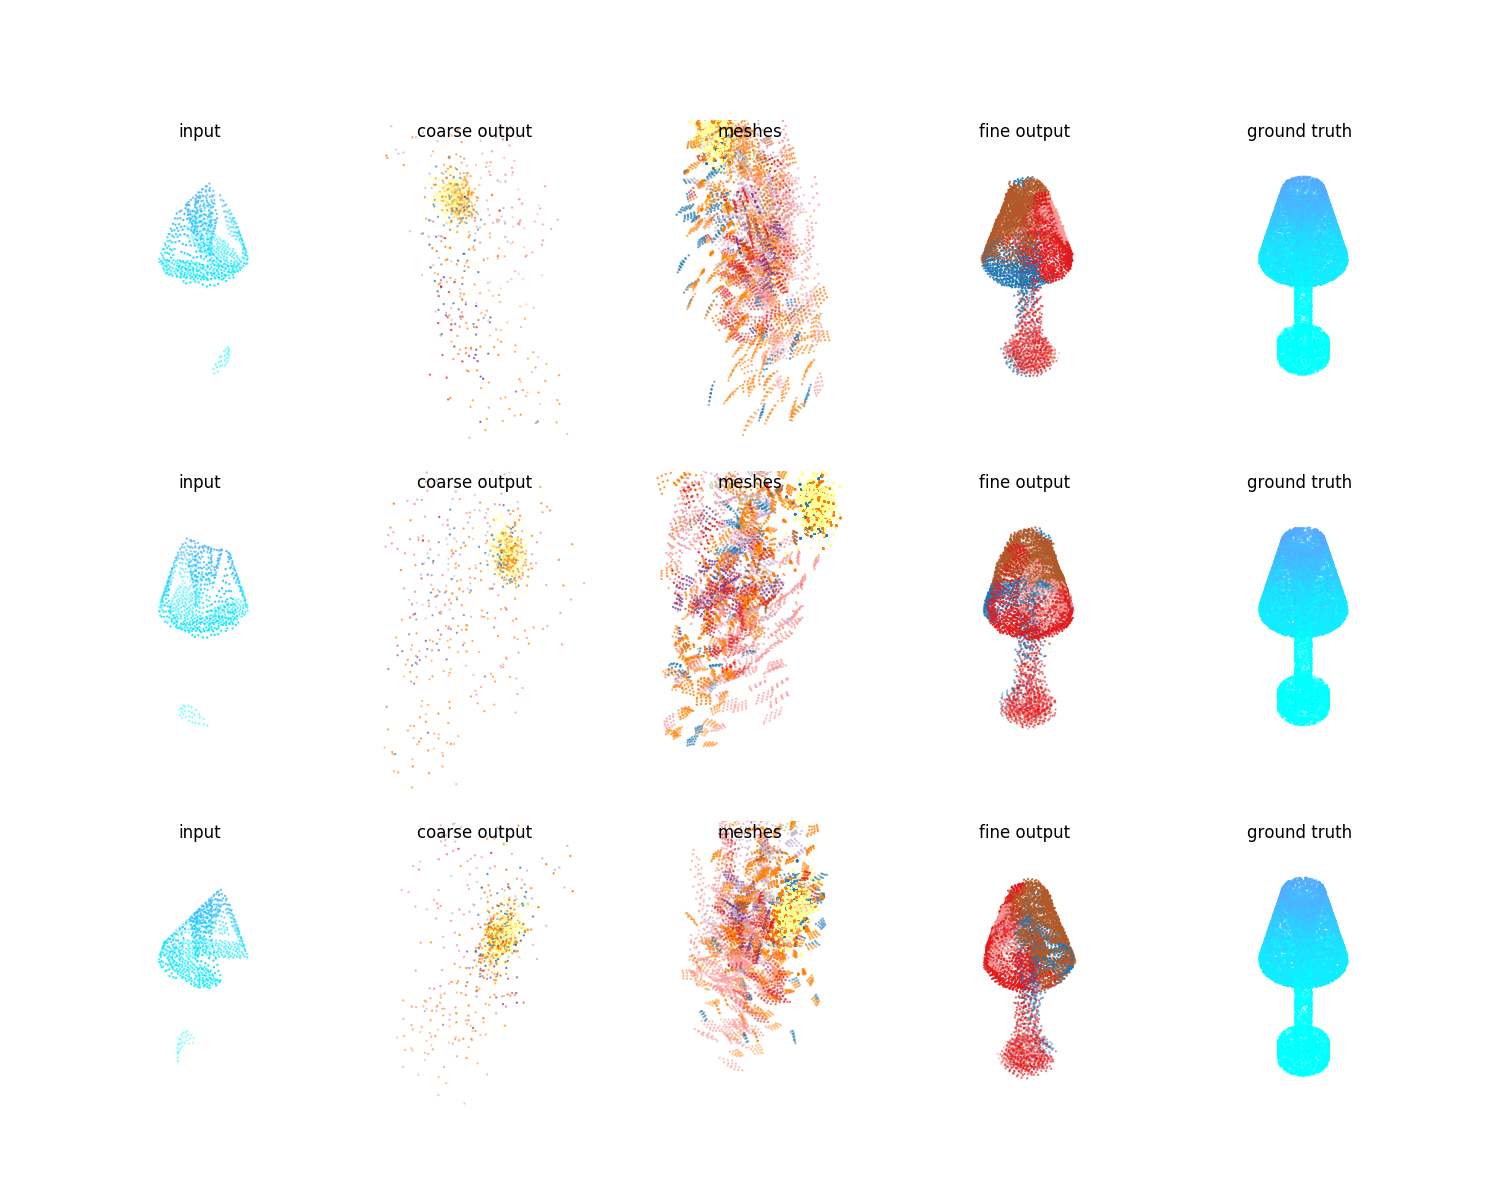 input
coarse output
meshes
fine output
ground truth
input
coarse output
meshes
fine output
ground truth
input
coarse output
meshes
fine output
ground truth